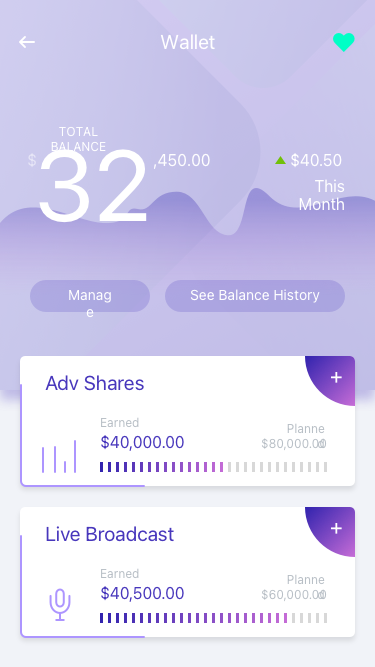 Wallet
TOTAL
BALANCE
$32,450.00
$40.50
This
Month
Manag
e
See Balance History
Adv Shares
+
Earned
$40,000.00
Planne
d
$80,000.00
Live Broadcast
+
Earned
$40,500.00
Planne
d
$60,000.00